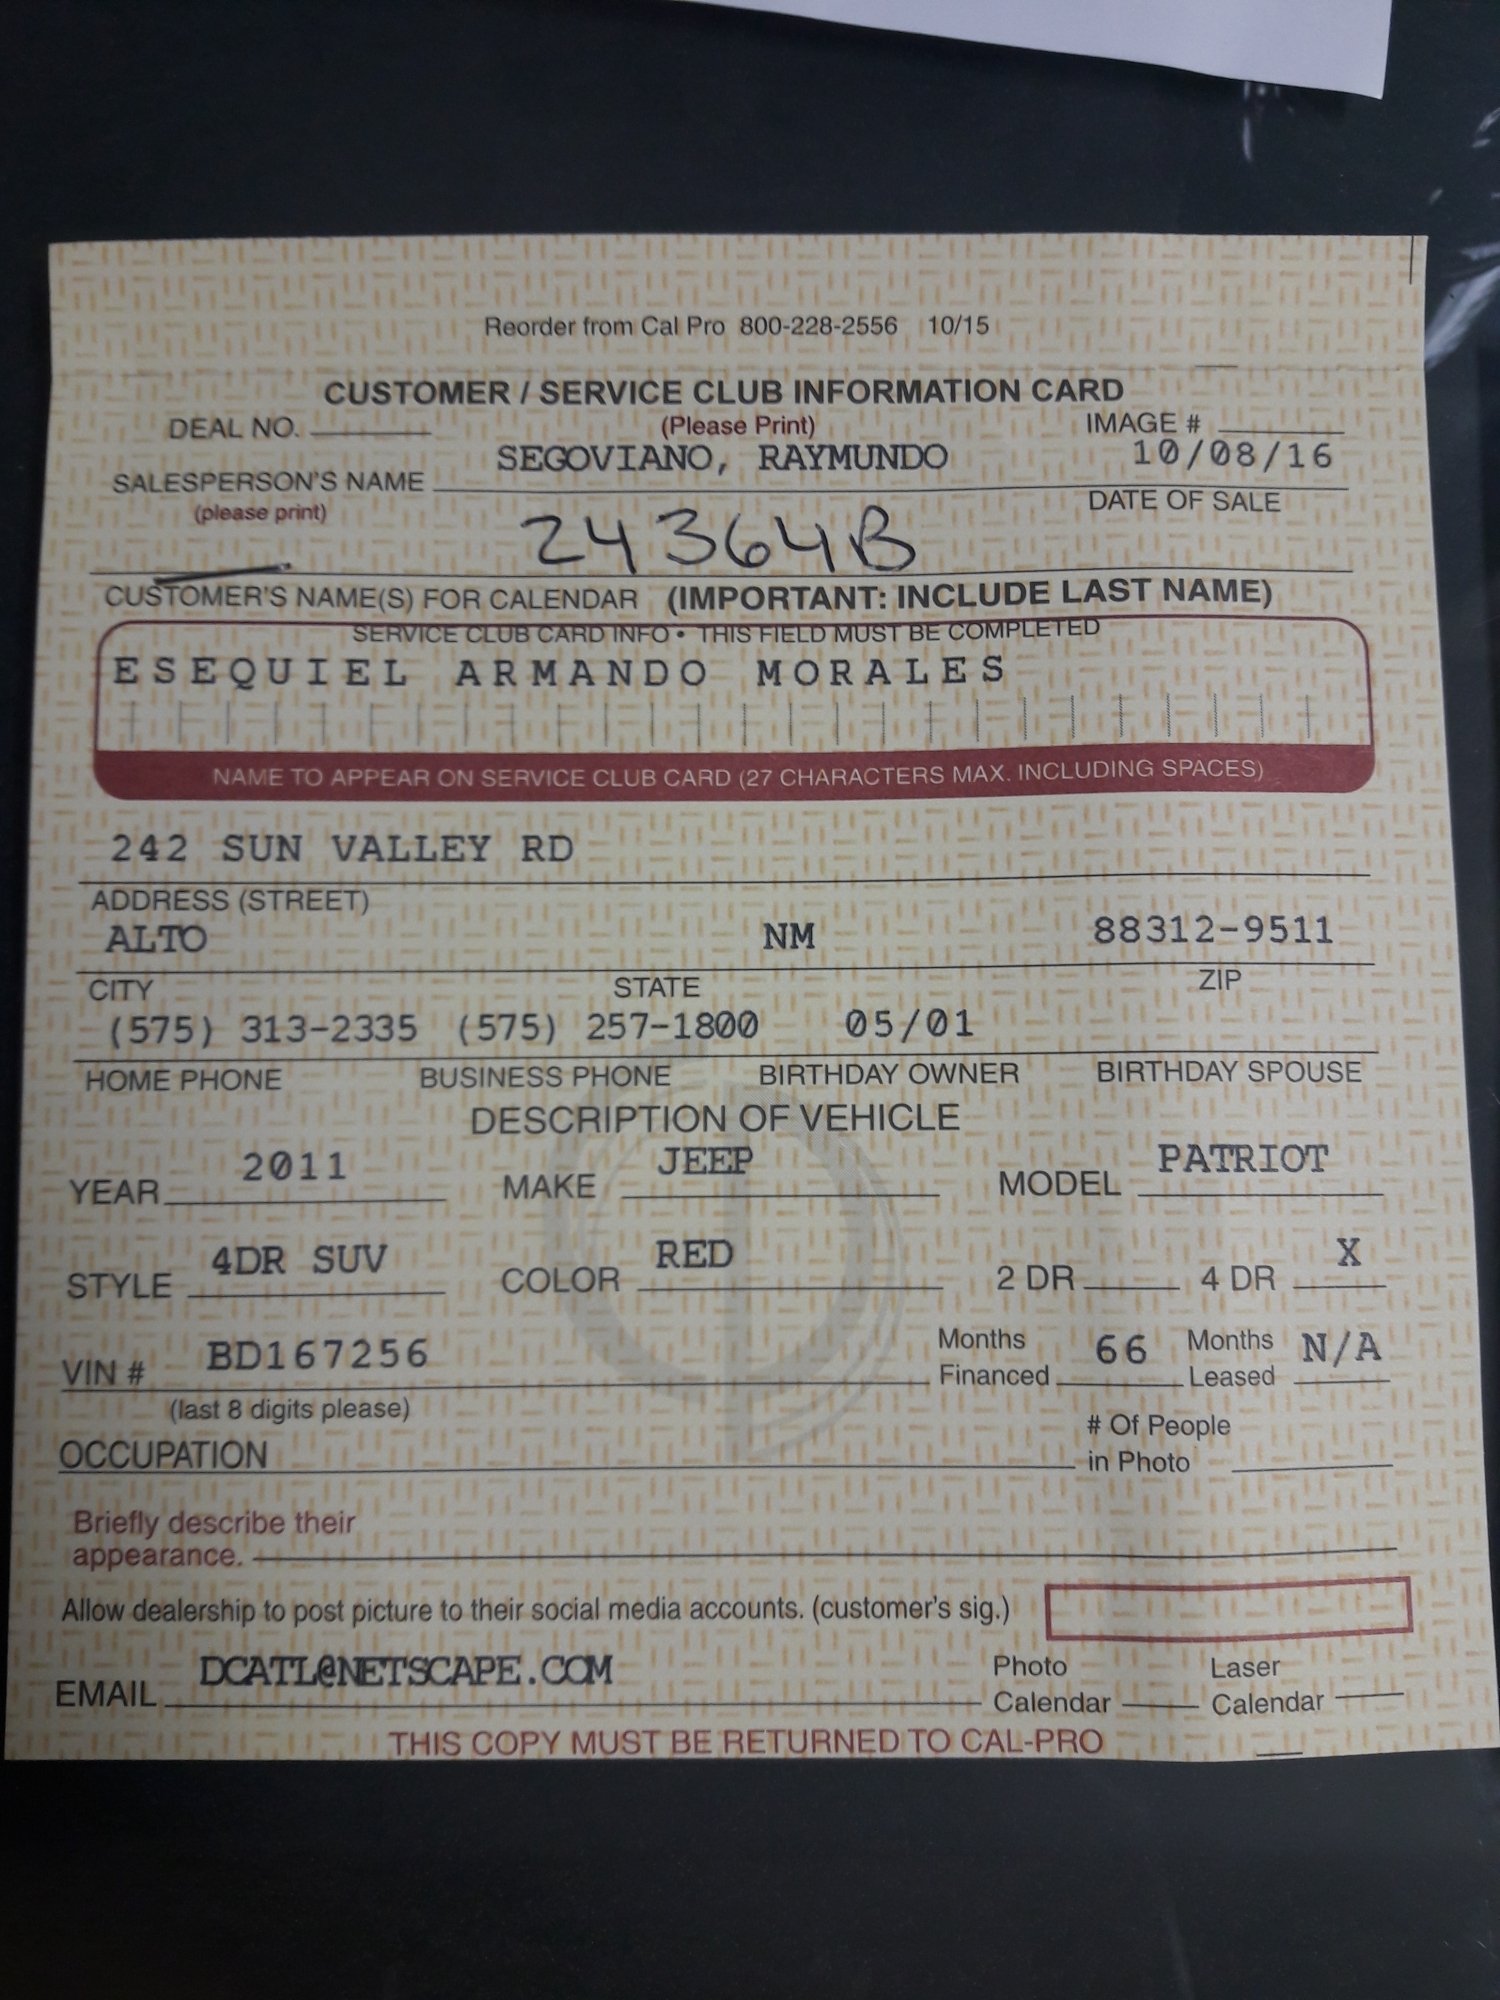 Reorder from Cal Pro 800-228-2556 10/15
CUSTOMER / SERVICE CLUB INFORMATION CARD
DEAL NO. (Please Print) IMAGE #
SEGOVIANO, RAYMUNDO 10/08/16
SALESPERSON'S NAME DATE OF SALE
(please print)
24364B
CUSTOMER'S NAME(S) FOR CALENDAR (IMPORTANT: INCLUDE LAST NAME)
SERVICE CLUB CARD INFO • THIS FIELD MUST BE COMPLETED
ESEQUIEL ARMANDO MORALES
NAME TO APPEAR ON SERVICE CLUB CARD (27 CHARACTERS MAX. INCLUDING SPACES)
242 SUN VALLEY RD
ADDRESS (STREET)
ALTO NM 88312-9511
CITY STATE ZIP
(575) 313-2335 (575) 257-1800 05/01
HOME PHONE BUSINESS PHONE BIRTHDAY OWNER BIRTHDAY SPOUSE
DESCRIPTION OF VEHICLE
YEAR 2011 MAKE JEEP MODEL PATRIOT
STYLE 4DR SUV COLOR RED 2 DR 4 DR X
VIN # BD167256 Months Financed 66 Months Leased N/A
(last 8 digits please)
OCCUPATION # Of People in Photo
Briefly describe their
appearance.
Allow dealership to post picture to their social media accounts. (customer's sig.)
EMAIL DCATL@NETSCAPE.COM Photo Calendar Laser Calendar
THIS COPY MUST BE RETURNED TO CAL-PRO